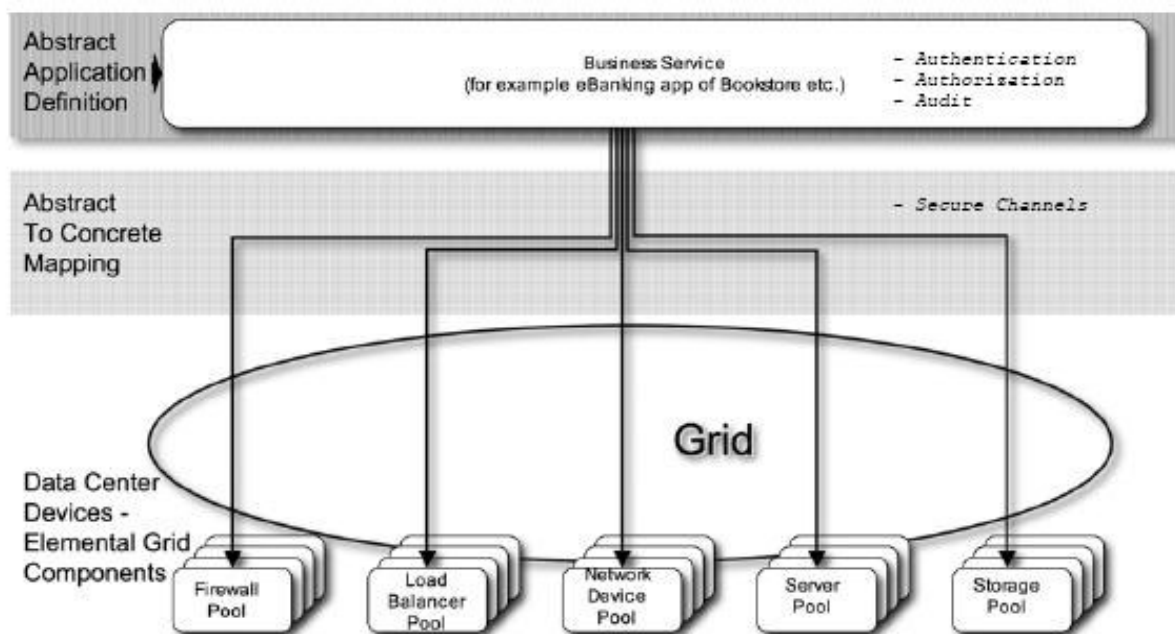 Abstract
Application
Definition
Business Service
(for example eBanking app of Bookstore etc.)
- Authentication
- Authorisation
- Audit
Abstract
To Concrete
Mapping
- Secure Channels
Grid
Data Center
Devices -
Elemental Grid
Components
Firewall
Pool
Load
Balancer
Pool
Network
Device
Pool
Server
Pool
Storage
Pool